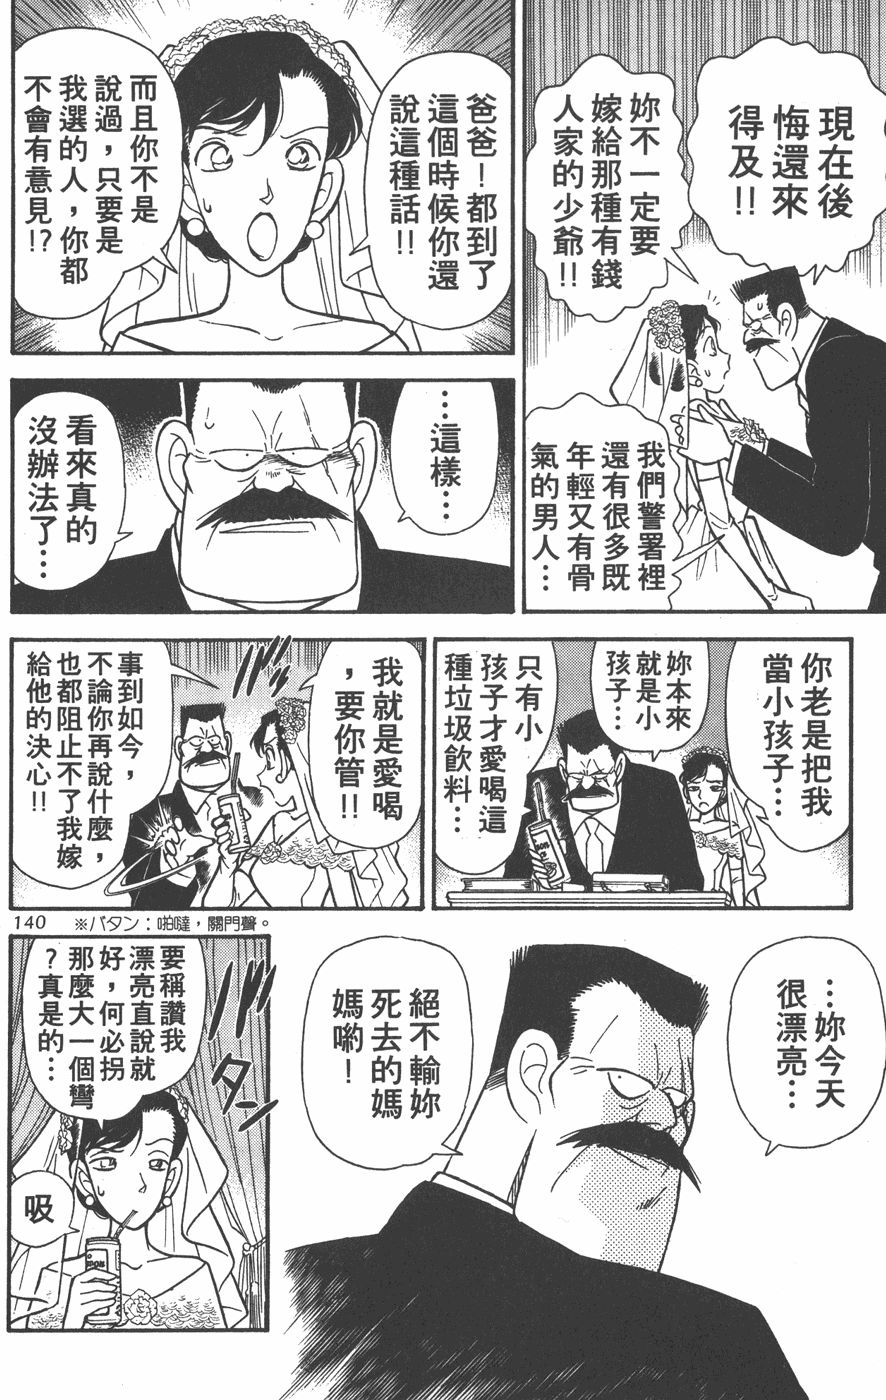 現在後
悔還來
得及!!
妳不一定要
嫁給那種有錢
人家的少爺!!
我們警署裡
還有很多既
年輕又有骨
氣的男人…
爸爸!都到了
這個時候你還
說這種話!!
而且你不是
說過,只要是
我選的人,你都
不會有意見!?
…這樣…
看來真的
沒辦法了…
你老是把我
當小孩子…
妳本來
就是小
孩子…
只有小
孩子才愛喝這
種垃圾飲料…
我就是愛喝
,要你管!!
事到如今,
不論你再說什麼,
也都阻止不了我嫁
給他的決心!!
140
※バタン:啪噠,關門聲。
…妳今天
很漂亮…
絕不輸妳
死去的媽
媽喲!
バタン
要稱讚我
漂亮直說就
好,何必拐
那麼大一個彎
?真是的…
吸